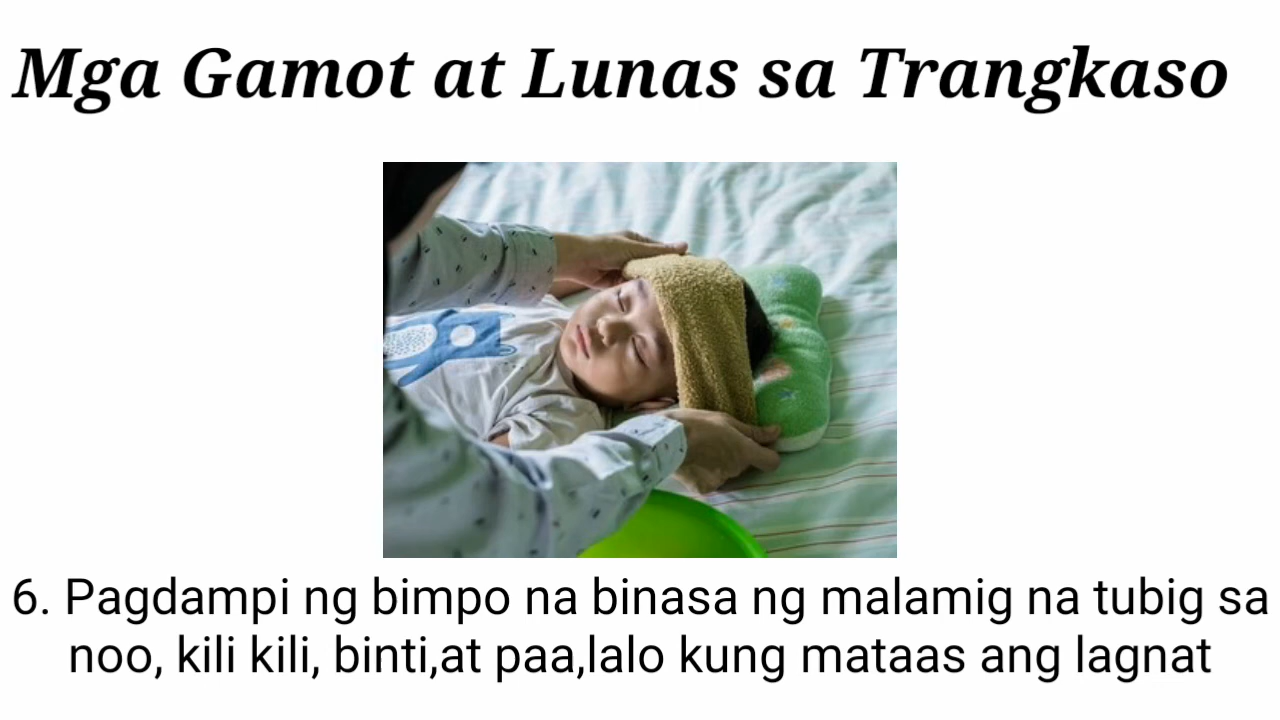 Mga Gamot at Lunas sa Trangkaso
6. Pagdampi ng bimpo na binasa ng malamig na tubig sa
noo, kili kili, binti,at paa,lalo kung mataas ang lagnat